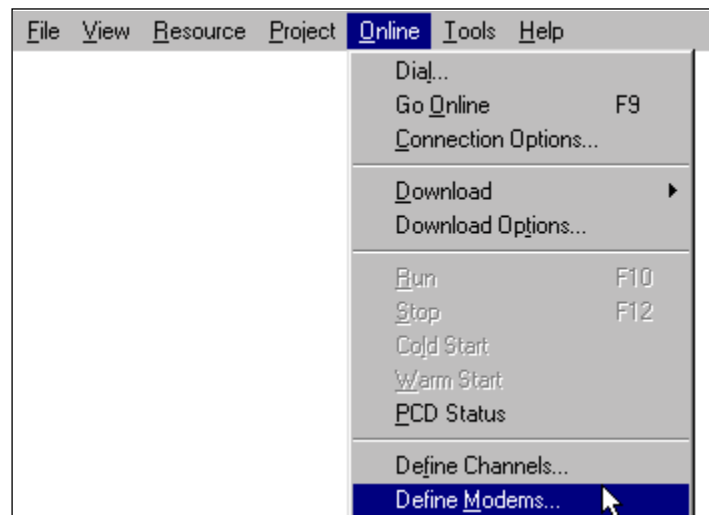 File View Resource Project Online Tools Help
Dial...
Go Online F9
Connection Options...
Download
Download Options...
Run F10
Stop F12
Cold Start
Warm Start
PCD Status
Define Channels...
Define Modems...